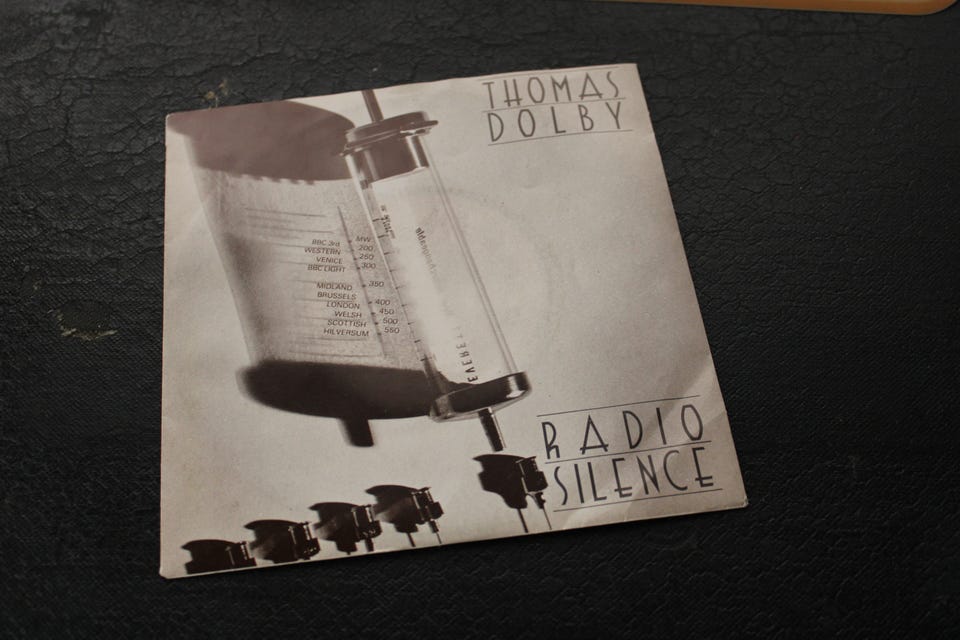 THOMAS
DOLBY
MW
BBC 3rd 200
WESTERN 250
VENICE 300
BBC LIGHT
MIDLAND 350
BRUSSELS
LONDON 400
WELSH 450
SCOTTISH 500
HILVERSUM 550
EVERETT
RADIO
SILENCE